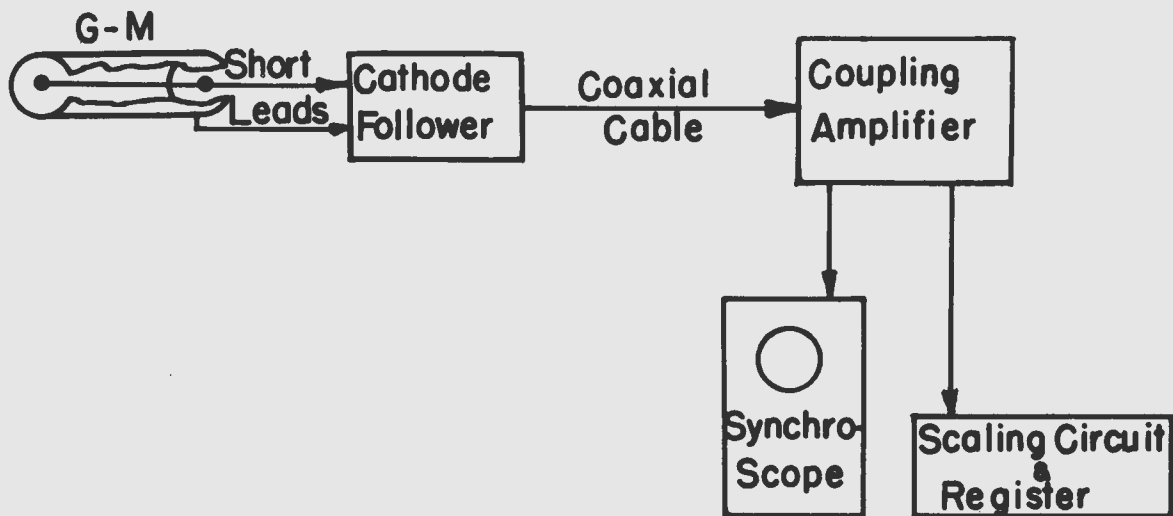 G-M
Short
Leads
Cathode
Follower
Coaxial
Cable
Coupling
Amplifier
Synchro-
Scope
Scaling Circuit
&
Register